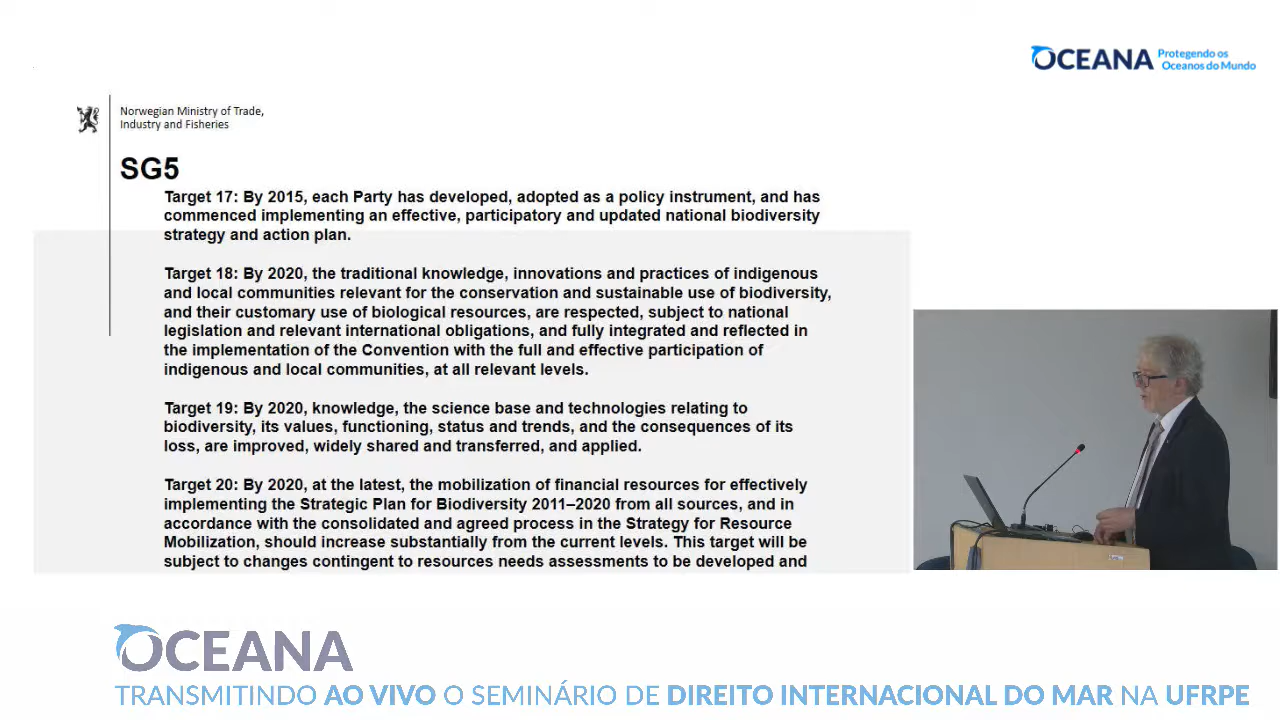 OCEANA Protegendo os
Oceanos do Mundo
Norwegian Ministry of Trade,
Industry and Fisheries
SG5
Target 17: By 2015, each Party has developed, adopted as a policy instrument, and has
commenced implementing an effective, participatory and updated national biodiversity
strategy and action plan.
Target 18: By 2020, the traditional knowledge, innovations and practices of indigenous
and local communities relevant for the conservation and sustainable use of biodiversity,
and their customary use of biological resources, are respected, subject to national
legislation and relevant international obligations, and fully integrated and reflected in
the implementation of the Convention with the full and effective participation of
indigenous and local communities, at all relevant levels.
Target 19: By 2020, knowledge, the science base and technologies relating to
biodiversity, its values, functioning, status and trends, and the consequences of its
loss, are improved, widely shared and transferred, and applied.
Target 20: By 2020, at the latest, the mobilization of financial resources for effectively
implementing the Strategic Plan for Biodiversity 2011–2020 from all sources, and in
accordance with the consolidated and agreed process in the Strategy for Resource
Mobilization, should increase substantially from the current levels. This target will be
subject to changes contingent to resources needs assessments to be developed and
OCEANA
TRANSMITINDO AO VIVO O SEMINÁRIO DE DIREITO INTERNACIONAL DO MAR NA UFRPE